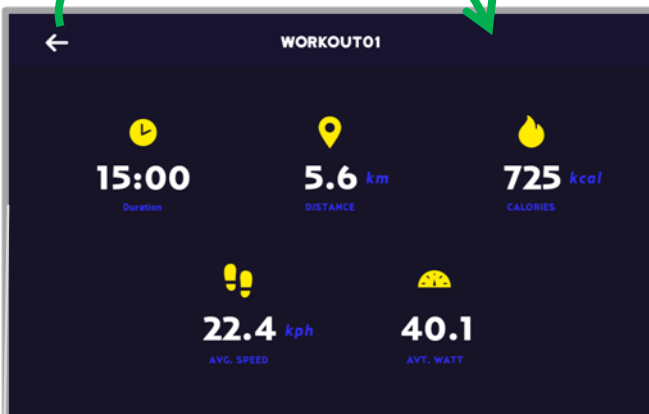 WORKOUT01
15:00
Duration
5.6 km
DISTANCE
725 kcal
CALORIES
22.4 kph
AVG. SPEED
40.1
AVT. WATT